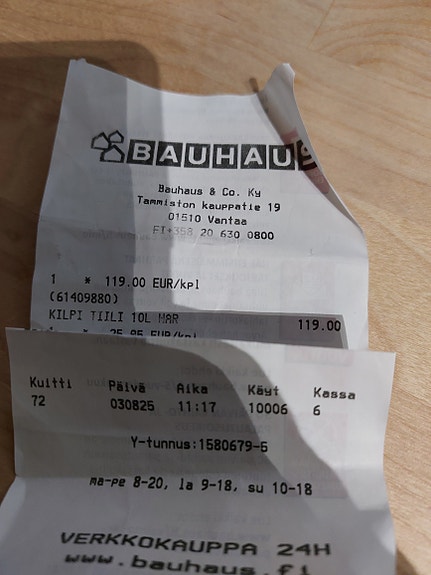 BAUHAUS
Bauhaus & Co. Ky
Tammiston kauppatie 19
01510 Vantaa
FI+358 20 630 0800
1 * 119.00 EUR/kpl
(61409880)
KILPI TIILI 10L MAR 119.00
Kuitti Päivä Aika Käyt Kassa
72 030825 11:17 10006 6
Y-tunnus:1580679-5
ma-pe 8-20, la 9-18, su 10-18
VERKKOKAUPPA 24H
www.bauhaus.fi